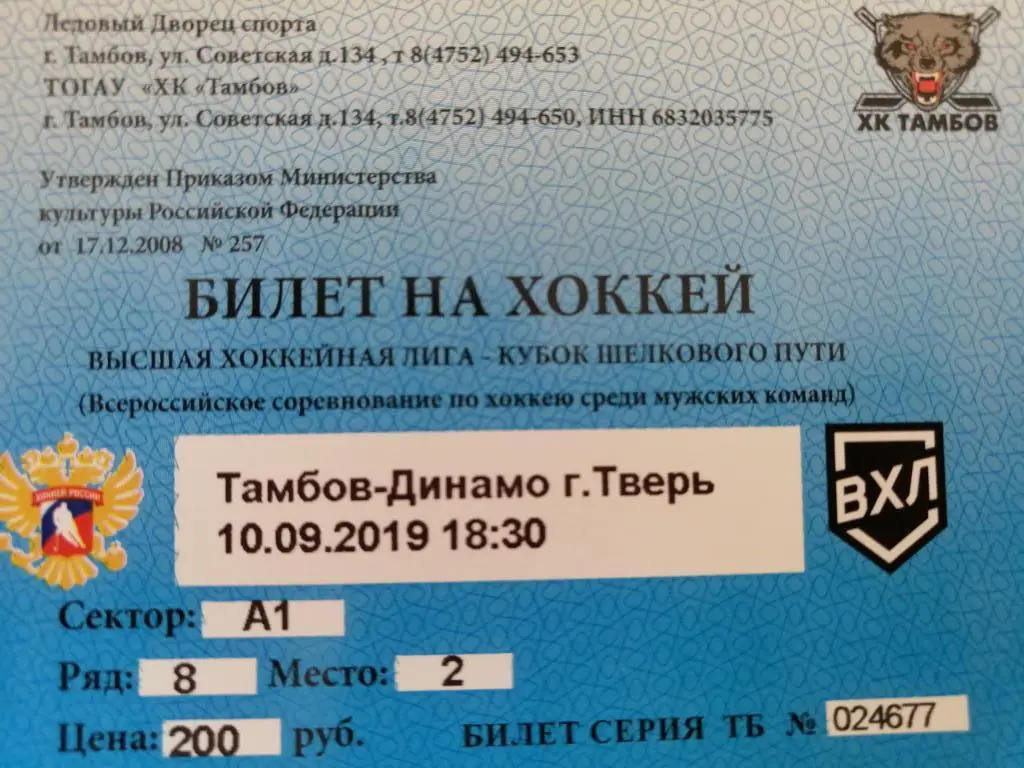 Ледовый Дворец спорта
г. Тамбов, ул. Советская д.134 , т 8(4752) 494-653
ТОГАУ «ХК «Тамбов»
г. Тамбов, ул. Советская д.134, т.8(4752) 494-650, ИНН 6832035775
ХК ТАМБОВ
Утвержден Приказом Министерства
культуры Российской Федерации
от 17.12.2008 № 257
БИЛЕТ НА ХОККЕЙ
ВЫСШАЯ ХОККЕЙНАЯ ЛИГА - КУБОК ШЕЛКОВОГО ПУТИ
(Всероссийское соревнование по хоккею среди мужских команд)
ХОККЕЙ РОССИИ
Тамбов-Динамо г.Тверь
10.09.2019 18:30
ВХЛ
Сектор: А1
Ряд: 8 Место: 2
Цена: 200 руб. БИЛЕТ СЕРИЯ ТБ № 024677